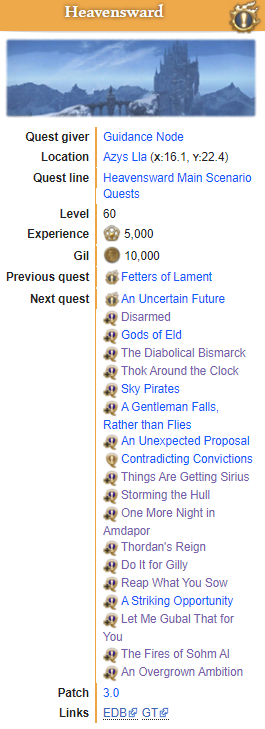 Heavensward
Quest giver Guidance Node
Location Azys Lla (x:16.1, y:22.4)
Quest line Heavensward Main Scenario
Quests
Level 60
Experience 5,000
Gil 10,000
Previous quest Fetters of Lament
Next quest An Uncertain Future
Disarmed
Gods of Eld
The Diabolical Bismarck
Thok Around the Clock
Sky Pirates
A Gentleman Falls,
Rather than Flies
An Unexpected Proposal
Contradicting Convictions
Things Are Getting Sirius
Storming the Hull
One More Night in
Amdapor
Thordan's Reign
Do It for Gilly
Reap What You Sow
A Striking Opportunity
Let Me Gubal That for
You
The Fires of Sohm Al
An Overgrown Ambition
Patch 3.0
Links EDB GT